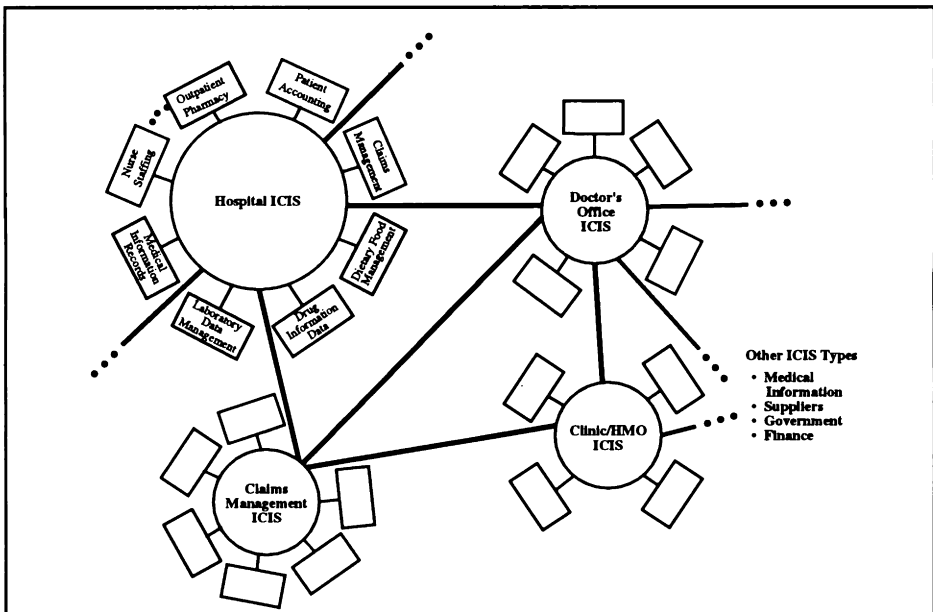 Outpatient
Pharmacy
Patient
Accounting
Nurse
Staffing
Claims
Management
Hospital ICIS
Medical
Information
Records
Dietary Food
Management
Laboratory
Data
Management
Drug
Information
Data
Doctor's
Office
ICIS
Other ICIS Types
• Medical
Information
• Suppliers
• Government
• Finance
Clinic/HMO
ICIS
Claims
Management
ICIS